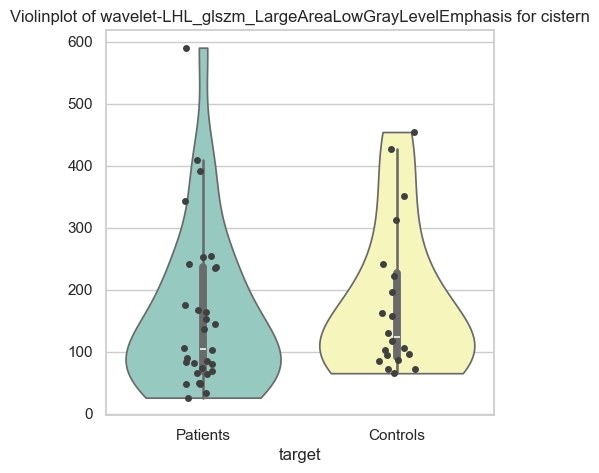 Violinplot of wavelet-LHL_glszm_LargeAreaLowGrayLevelEmphasis for cistern
600
500
400
300
200
100
0
Patients Controls
target